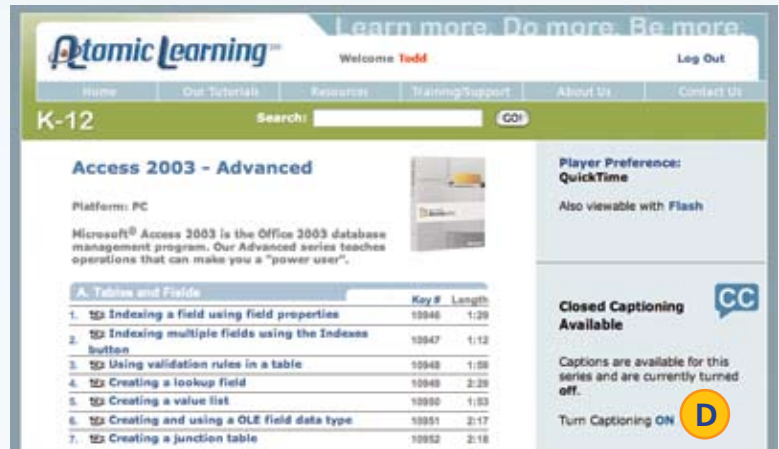 Learn more. Do more. Be more.
Atomic Learning
Welcome Todd
Log Out
Home Our Tutorials Resources Training/Support About Us Contact Us
K-12
Search: GO!
Access 2003 - Advanced
Platform: PC
Microsoft® Access 2003 is the Office 2003 database
management program. Our Advanced series teaches
operations that can make you a "power user".
A. Tables and Fields
Key # Length
1. Indexing a field using field properties 10946 1:29
2. Indexing multiple fields using the Indexes
button 10947 1:12
3. Using validation rules in a table 10948 1:58
4. Creating a lookup field 10949 2:28
5. Creating a value list 10950 1:53
6. Creating and using a OLE field data type 10951 2:17
7. Creating a junction table 10952 2:18
Player Preference:
QuickTime
Also viewable with Flash
CC
Closed Captioning
Available
Captions are available for this
series and are currently turned
off.
Turn Captioning ON
D